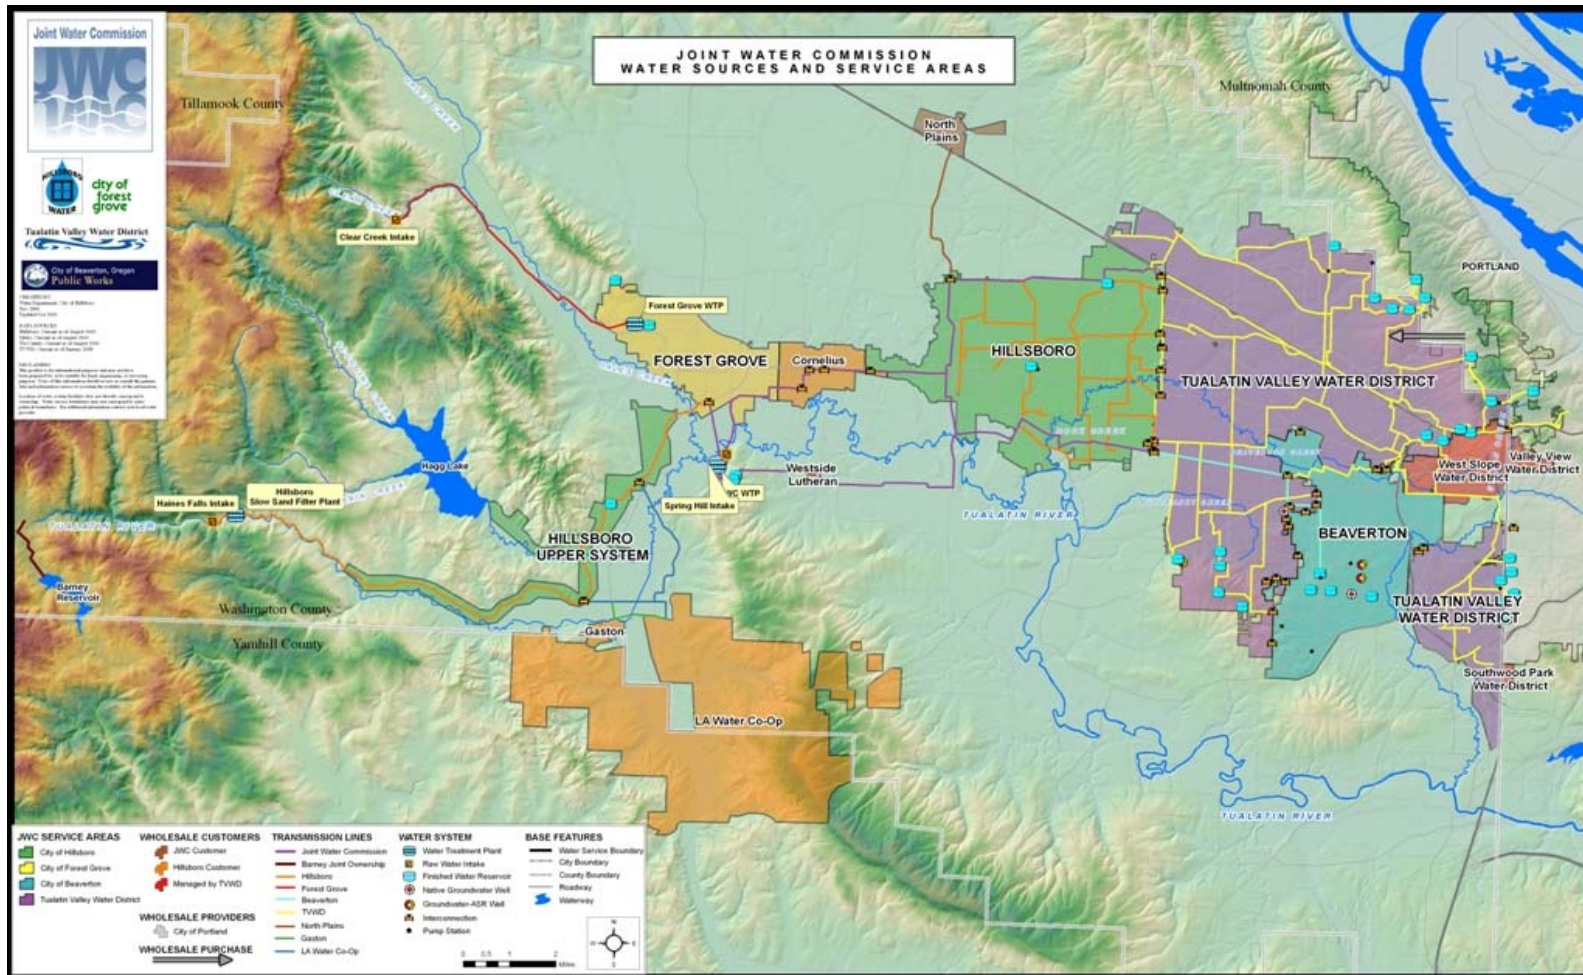 Joint Water Commission
JWC
HILLSBORO
WATER
city of
forest
grove
Tualatin Valley Water District
City of Beaverton, Oregon
Public Works
JOINT WATER COMMISSION
WATER SOURCES AND SERVICE AREAS
Tillamook County
Multnomah County
North
Plains
Clear Creek Intake
PORTLAND
Forest Grove WTP
FOREST GROVE
Cornelius
HILLSBORO
TUALATIN VALLEY WATER DISTRICT
Hagg Lake
Westside
Lutheran
West Slope
Water District
Valley View
Water District
Haines Falls Intake
Hillsboro
Slow Sand Filter Plant
WTP
Spring Hill Intake
TUALATIN RIVER
TUALATIN RIVER
HILLSBORO
UPPER SYSTEM
BEAVERTON
Barney
Reservoir
Washington County
Yamhill County
Gaston
TUALATIN VALLEY
WATER DISTRICT
Southwood Park
Water District
LA Water Co-Op
TUALATIN RIVER
JWC SERVICE AREAS
City of Hillsboro
City of Forest Grove
City of Beaverton
Tualatin Valley Water District
WHOLESALE CUSTOMERS
JWC Customer
Hillsboro Customer
Managed by TVWD
WHOLESALE PROVIDERS
City of Portland
WHOLESALE PURCHASE
TRANSMISSION LINES
Joint Water Commission
Barney Joint Ownership
Hillsboro
Forest Grove
Beaverton
TVWD
North Plains
Gaston
LA Water Co-Op
WATER SYSTEM
Water Treatment Plant
Raw Water Intake
Finished Water Reservoir
Native Groundwater Well
Groundwater-ASR Well
Interconnection
Pump Station
BASE FEATURES
Water Service Boundary
City Boundary
County Boundary
Roadway
Waterway
0 0.5 1 2
Miles
N
W E
S